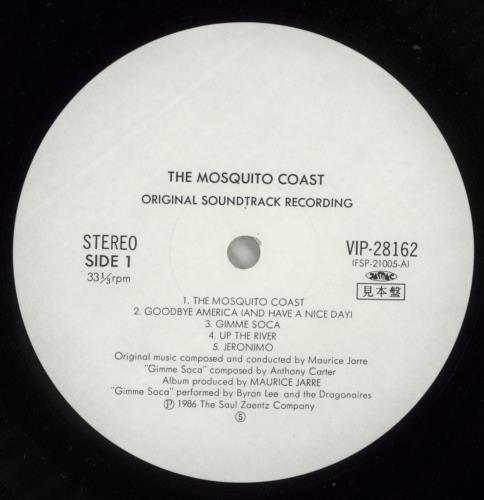 THE MOSQUITO COAST
ORIGINAL SOUNDTRACK RECORDING
STEREO
SIDE 1
33⅓rpm
VIP-28162
(FSP-21005-A)
見本盤
1. THE MOSQUITO COAST
2. GOODBYE AMERICA (AND HAVE A NICE DAY)
3. GIMME SOCA
4. UP THE RIVER
5. JERONIMO
Original music composed and conducted by Maurice Jarre
"Gimme Soca" composed by Anthony Carter
Album produced by MAURICE JARRE
"Gimme Soca" performed by Byron Lee and the Dragonaires
Ⓟ 1986 The Saul Zaentz Company
Ⓢ